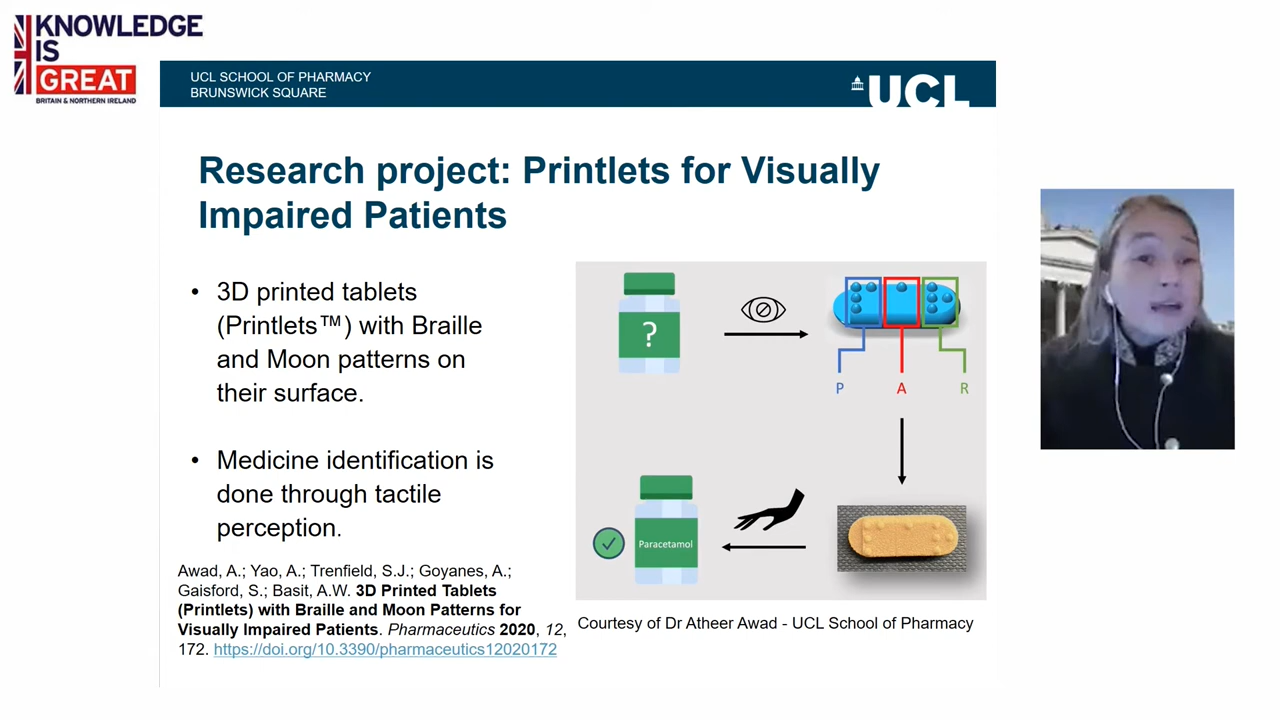 KNOWLEDGE
IS
GREAT
BRITAIN & NORTHERN IRELAND
UCL SCHOOL OF PHARMACY
BRUNSWICK SQUARE
UCL
Research project: Printlets for Visually
Impaired Patients
• 3D printed tablets
(Printlets™) with Braille
and Moon patterns on
their surface.
• Medicine identification is
done through tactile
perception.
?
P A R
Paracetamol
Awad, A.; Yao, A.; Trenfield, S.J.; Goyanes, A.;
Gaisford, S.; Basit, A.W. 3D Printed Tablets
(Printlets) with Braille and Moon Patterns for
Visually Impaired Patients. Pharmaceutics 2020, 12,
172. https://doi.org/10.3390/pharmaceutics12020172
Courtesy of Dr Atheer Awad - UCL School of Pharmacy